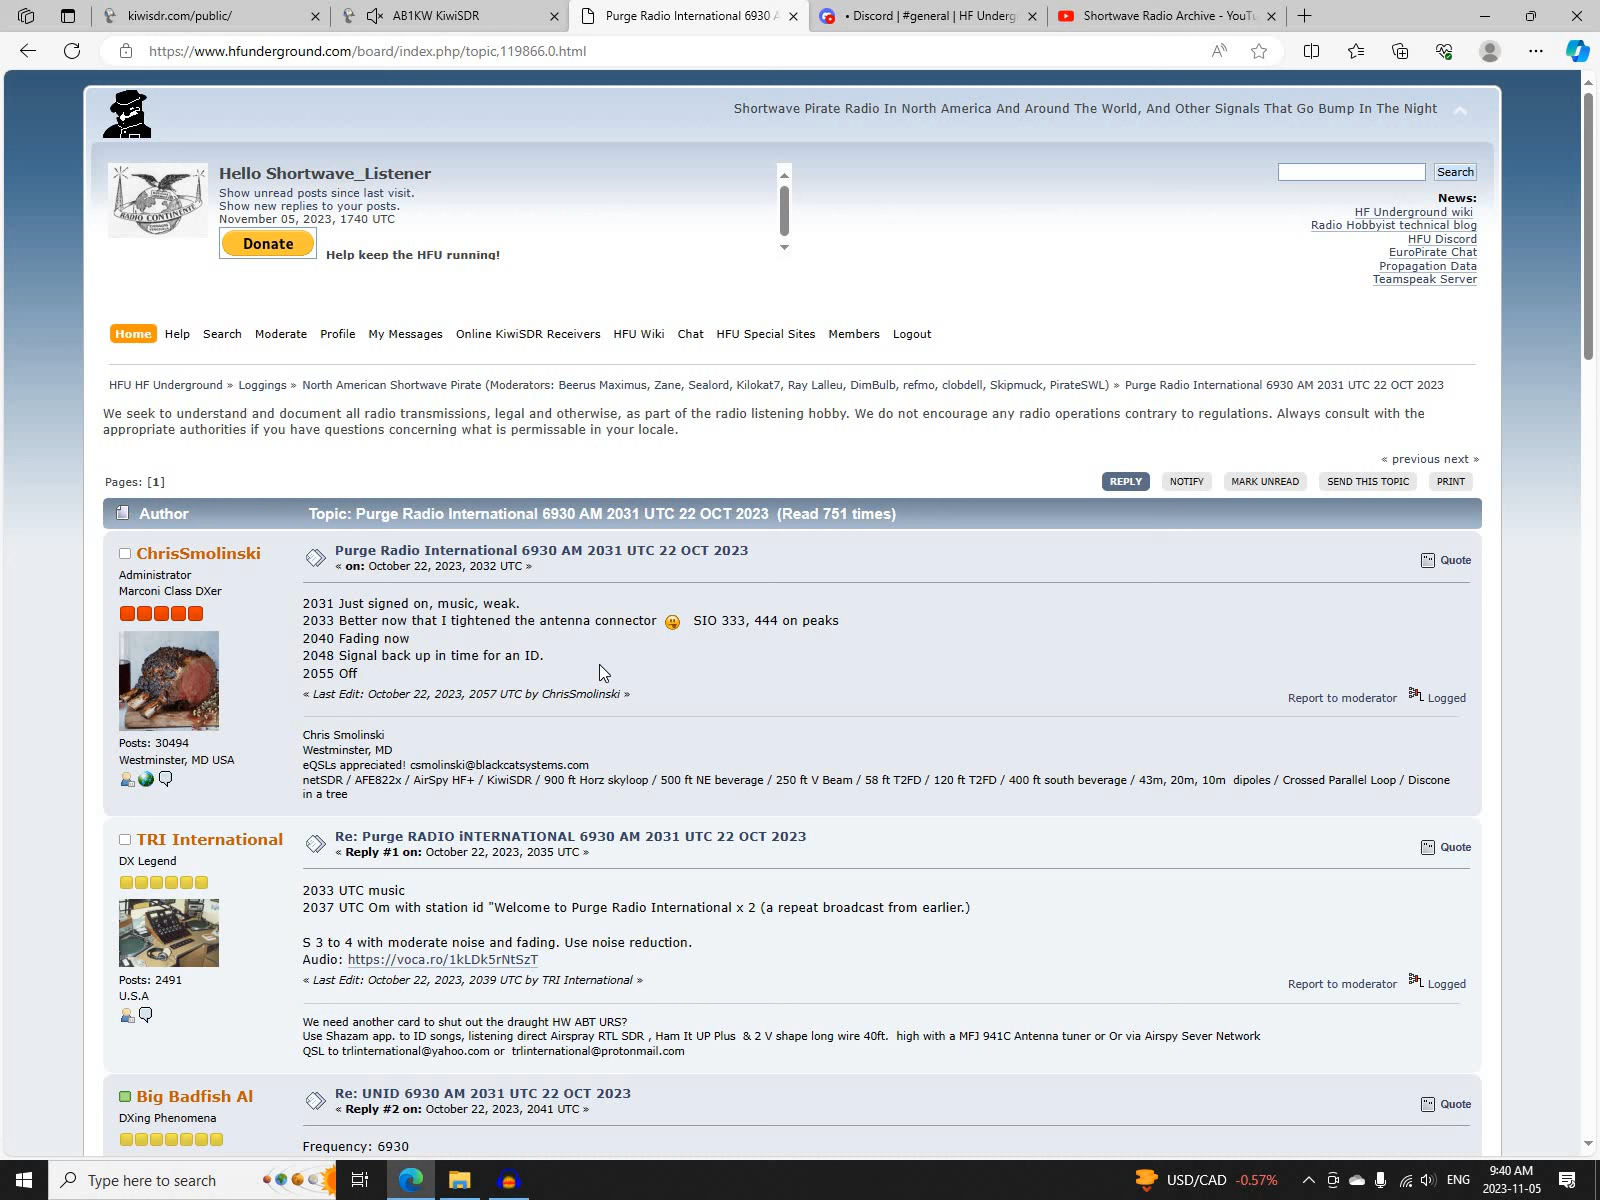 kiwisdr.com/public/
AB1KW KiwiSDR
Purge Radio International 6930 A
• Discord | #general | HF Underg
Shortwave Radio Archive - YouTu
https://www.hfunderground.com/board/index.php/topic,119866.0.html
Shortwave Pirate Radio In North America And Around The World, And Other Signals That Go Bump In The Night
RADIO CONTINENTE
Hello Shortwave_Listener
Show unread posts since last visit.
Show new replies to your posts.
November 05, 2023, 1740 UTC
Donate
Help keep the HFU running!
Search
News:
HF Underground wiki
Radio Hobbyist technical blog
HFU Discord
EuroPirate Chat
Propagation Data
Teamspeak Server
Home Help Search Moderate Profile My Messages Online KiwiSDR Receivers HFU Wiki Chat HFU Special Sites Members Logout
HFU HF Underground » Loggings » North American Shortwave Pirate (Moderators: Beerus Maximus, Zane, Sealord, Kilokat7, Ray Lalleu, DimBulb, refmo, clobdell, Skipmuck, PirateSWL) » Purge Radio International 6930 AM 2031 UTC 22 OCT 2023
We seek to understand and document all radio transmissions, legal and otherwise, as part of the radio listening hobby. We do not encourage any radio operations contrary to regulations. Always consult with the
appropriate authorities if you have questions concerning what is permissable in your locale.
« previous next »
Pages: [1]
REPLY NOTIFY MARK UNREAD SEND THIS TOPIC PRINT
Author Topic: Purge Radio International 6930 AM 2031 UTC 22 OCT 2023 (Read 751 times)
ChrisSmolinski
Administrator
Marconi Class DXer
Posts: 30494
Westminster, MD USA
Purge Radio International 6930 AM 2031 UTC 22 OCT 2023
« on: October 22, 2023, 2032 UTC »
Quote
2031 Just signed on, music, weak.
2033 Better now that I tightened the antenna connector SIO 333, 444 on peaks
2040 Fading now
2048 Signal back up in time for an ID.
2055 Off
« Last Edit: October 22, 2023, 2057 UTC by ChrisSmolinski »
Report to moderator Logged
Chris Smolinski
Westminster, MD
eQSLs appreciated! csmolinski@blackcatsystems.com
netSDR / AFE822x / AirSpy HF+ / KiwiSDR / 900 ft Horz skyloop / 500 ft NE beverage / 250 ft V Beam / 58 ft T2FD / 120 ft T2FD / 400 ft south beverage / 43m, 20m, 10m dipoles / Crossed Parallel Loop / Discone
in a tree
TRI International
DX Legend
Posts: 2491
U.S.A
Re: Purge RADIO iNTERNATIONAL 6930 AM 2031 UTC 22 OCT 2023
« Reply #1 on: October 22, 2023, 2035 UTC »
Quote
2033 UTC music
2037 UTC Om with station id "Welcome to Purge Radio International x 2 (a repeat broadcast from earlier.)
S 3 to 4 with moderate noise and fading. Use noise reduction.
Audio: https://voca.ro/1kLDk5rNtSzT
« Last Edit: October 22, 2023, 2039 UTC by TRI International »
Report to moderator Logged
We need another card to shut out the draught HW ABT URS?
Use Shazam app. to ID songs, listening direct Airspray RTL SDR , Ham It UP Plus & 2 V shape long wire 40ft. high with a MFJ 941C Antenna tuner or Or via Airspy Sever Network
QSL to trlinternational@yahoo.com or trlinternational@protonmail.com
Big Badfish Al
DXing Phenomena
Re: UNID 6930 AM 2031 UTC 22 OCT 2023
« Reply #2 on: October 22, 2023, 2041 UTC »
Quote
Frequency: 6930
Type here to search
USD/CAD -0.57%
ENG
9:40 AM
2023-11-05